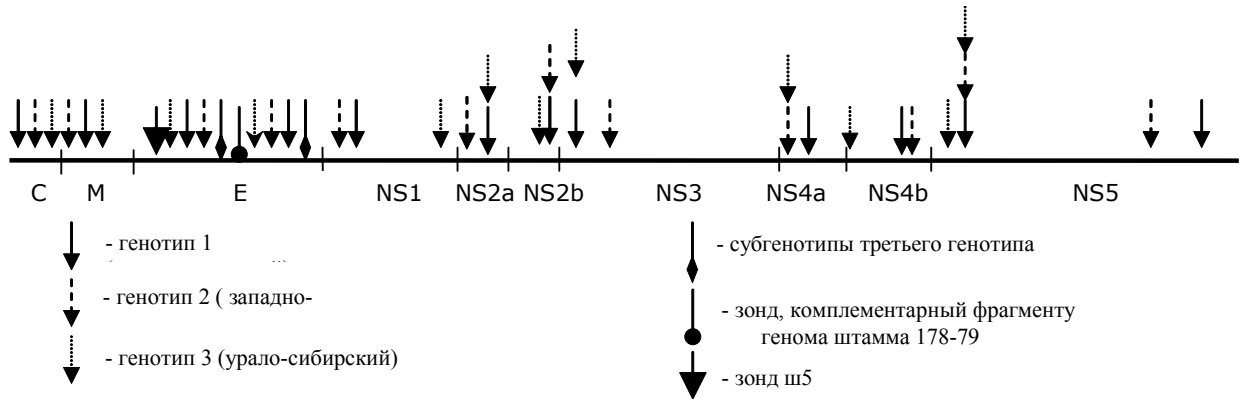 C M E NS1 NS2a NS2b NS3 NS4a NS4b NS5
- генотип 1
- генотип 2 ( западно-
- генотип 3 (урало-сибирский)
- субгенотипы третьего генотипа
- зонд, комплементарный фрагменту
генома штамма 178-79
- зонд ш5